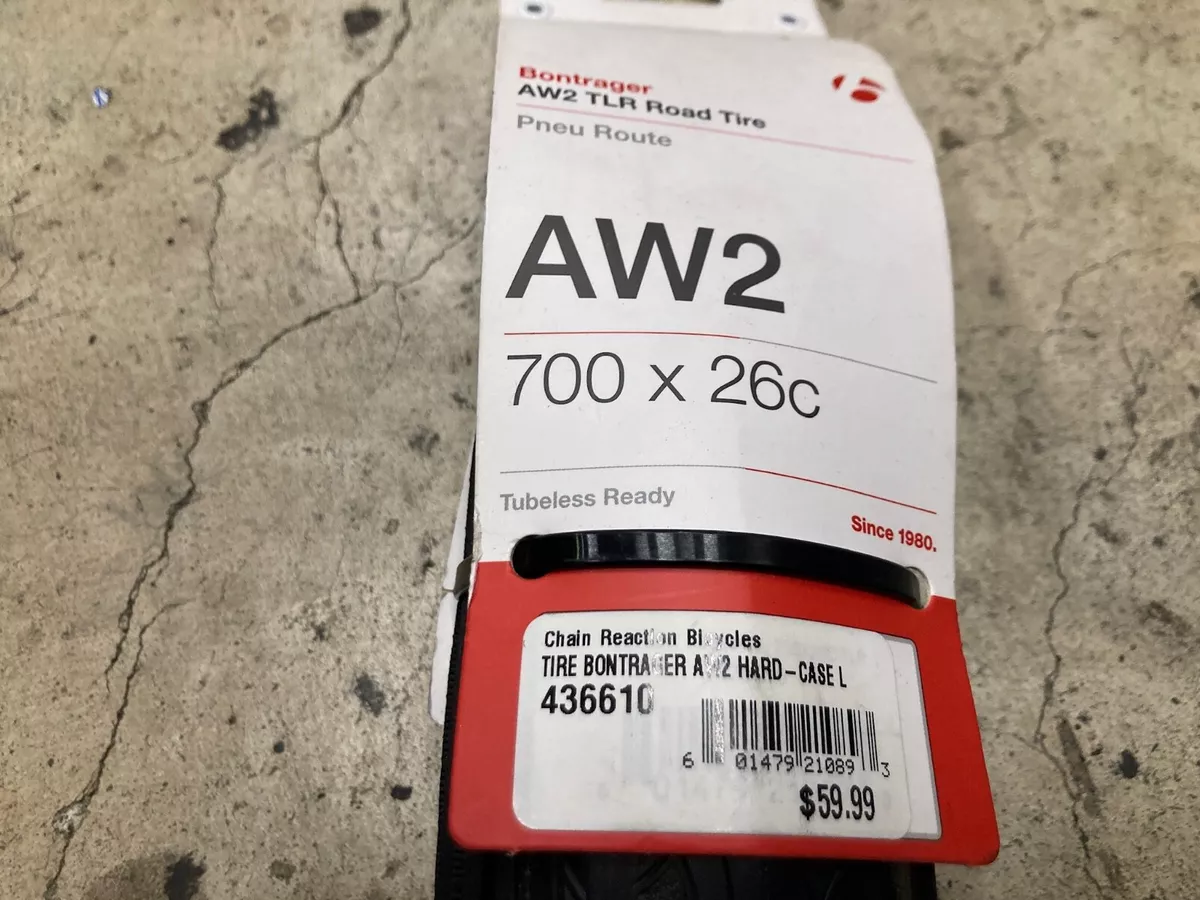 Bontrager
AW2 TLR Road Tire
Pneu Route
AW2
700 x 26c
Tubeless Ready
Since 1980.
Chain Reaction Bicycles
TIRE BONTRAGER AW2 HARD-CASE L
436610
6 01479 21089 3
$59.99